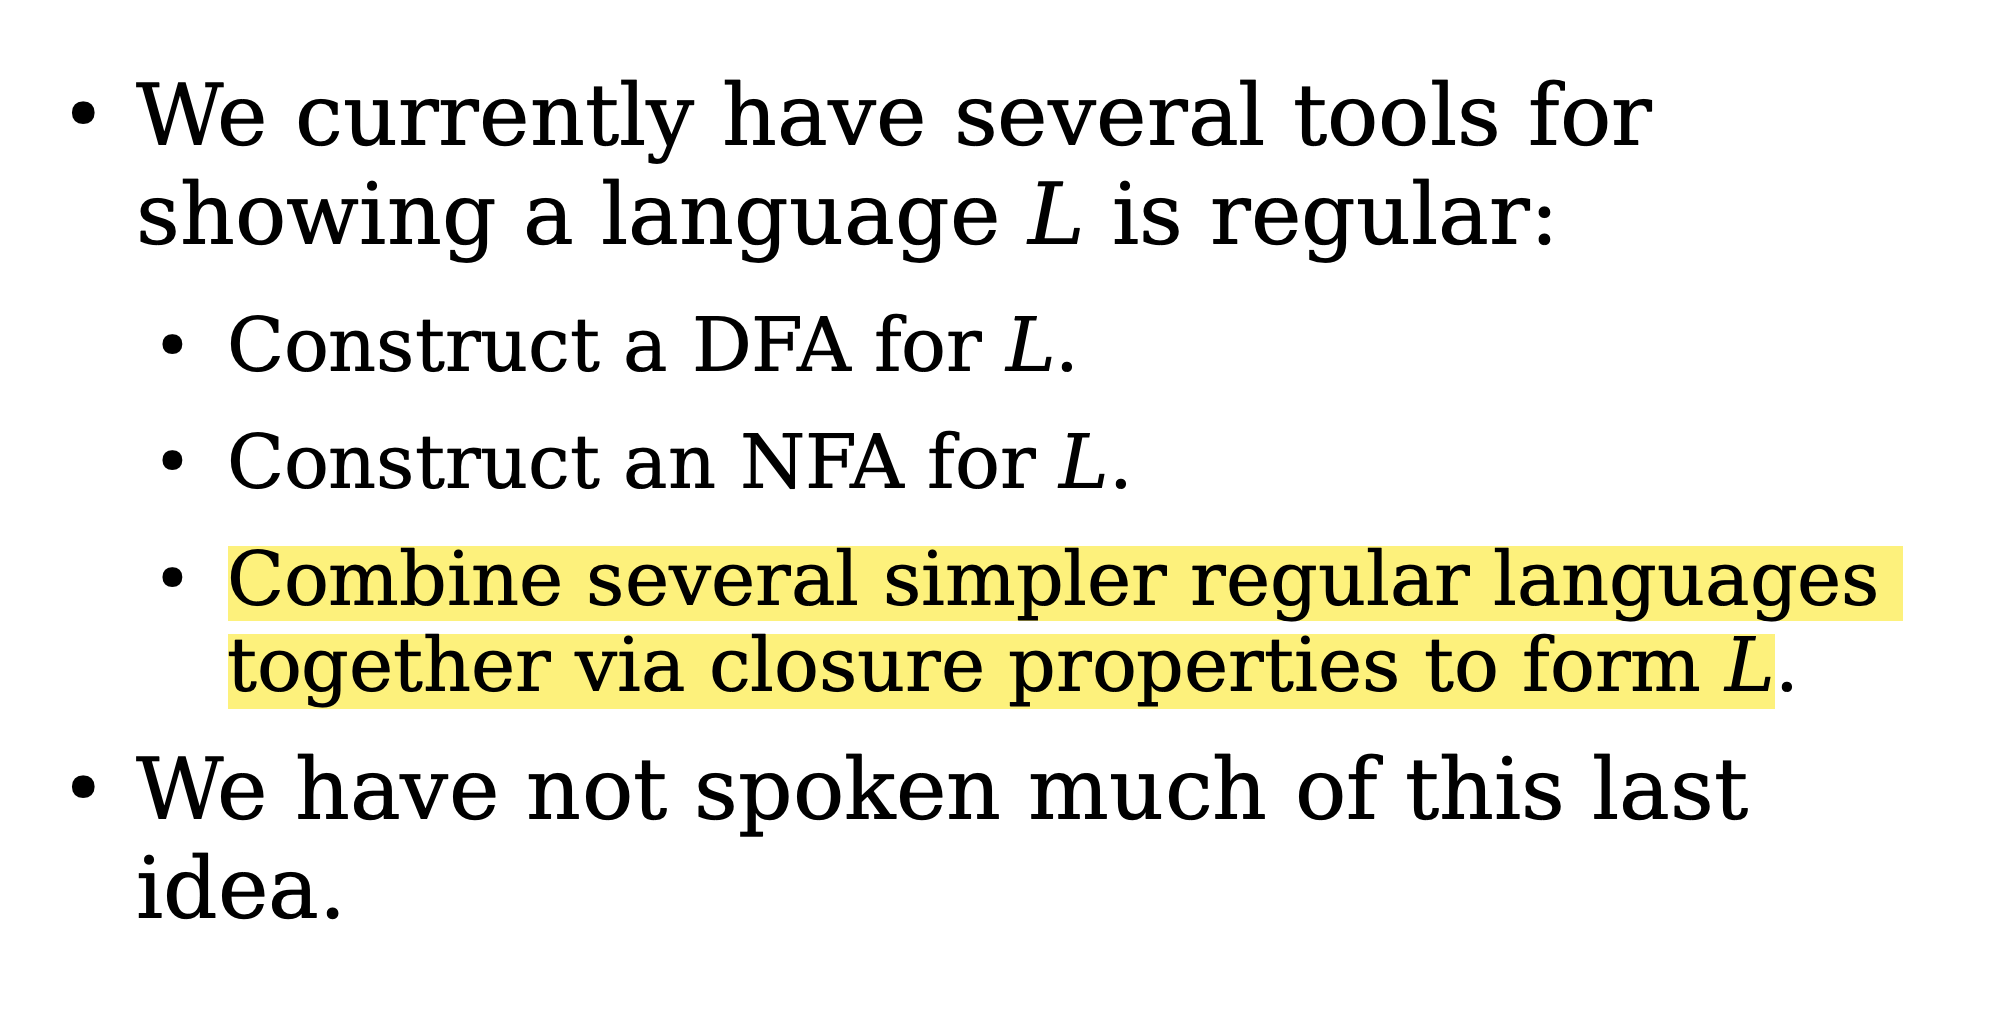 • We currently have several tools for
showing a language L is regular:
• Construct a DFA for L.
• Construct an NFA for L.
• Combine several simpler regular languages
together via closure properties to form L.
• We have not spoken much of this last
idea.